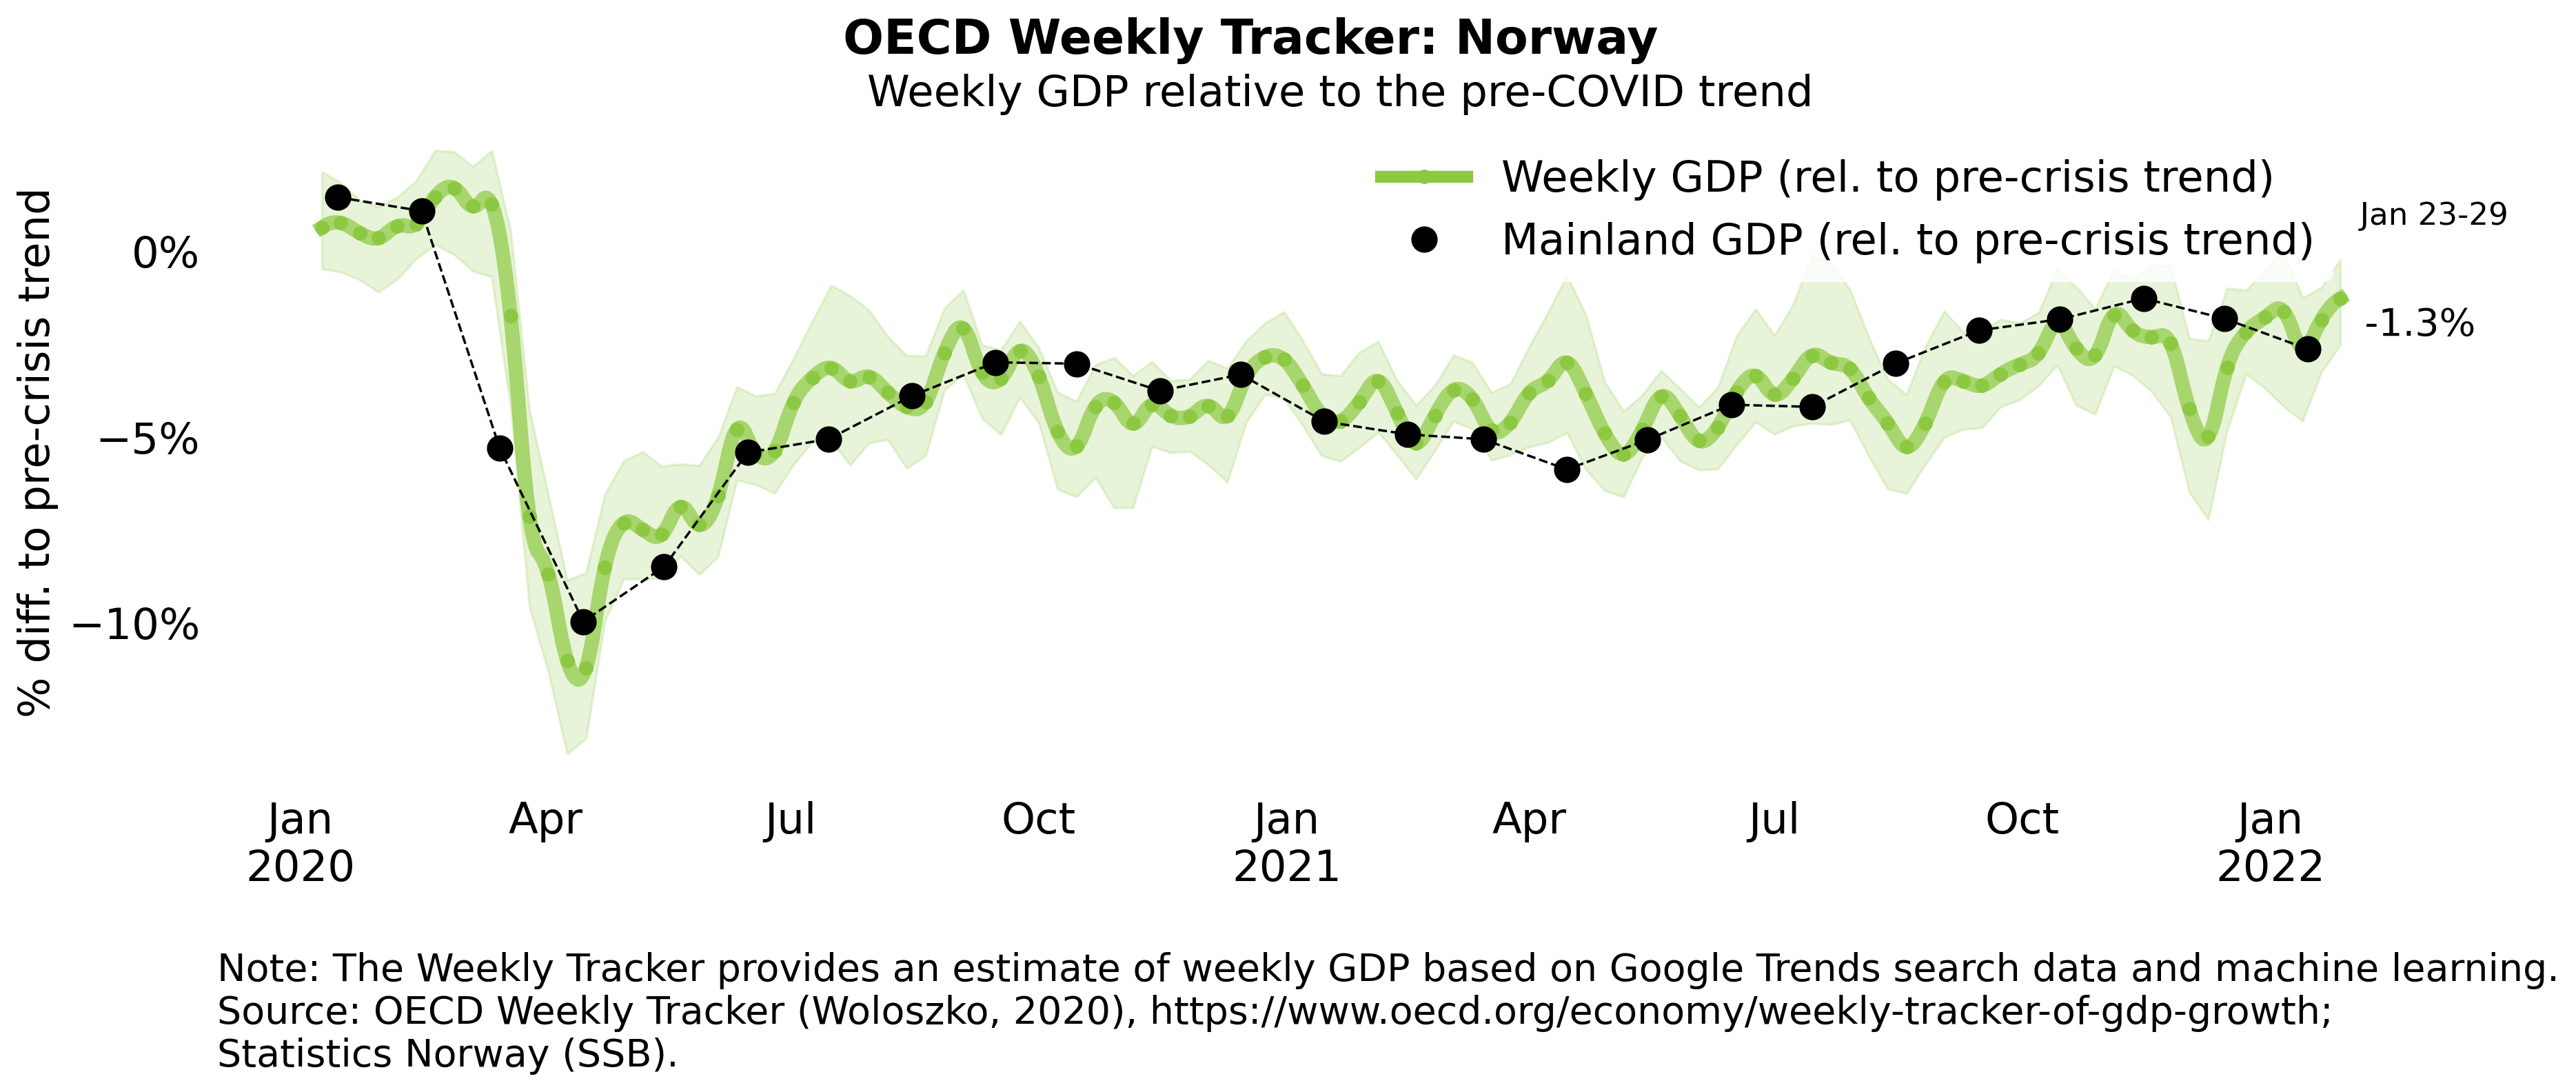 OECD Weekly Tracker: Norway
Weekly GDP relative to the pre-COVID trend
Weekly GDP (rel. to pre-crisis trend)
Mainland GDP (rel. to pre-crisis trend)
Jan 23-29
-1.3%
% diff. to pre-crisis trend
0%
−5%
−10%
Jan Apr Jul Oct Jan Apr Jul Oct Jan
2020 2021 2022
Note: The Weekly Tracker provides an estimate of weekly GDP based on Google Trends search data and machine learning.
Source: OECD Weekly Tracker (Woloszko, 2020), https://www.oecd.org/economy/weekly-tracker-of-gdp-growth;
Statistics Norway (SSB).